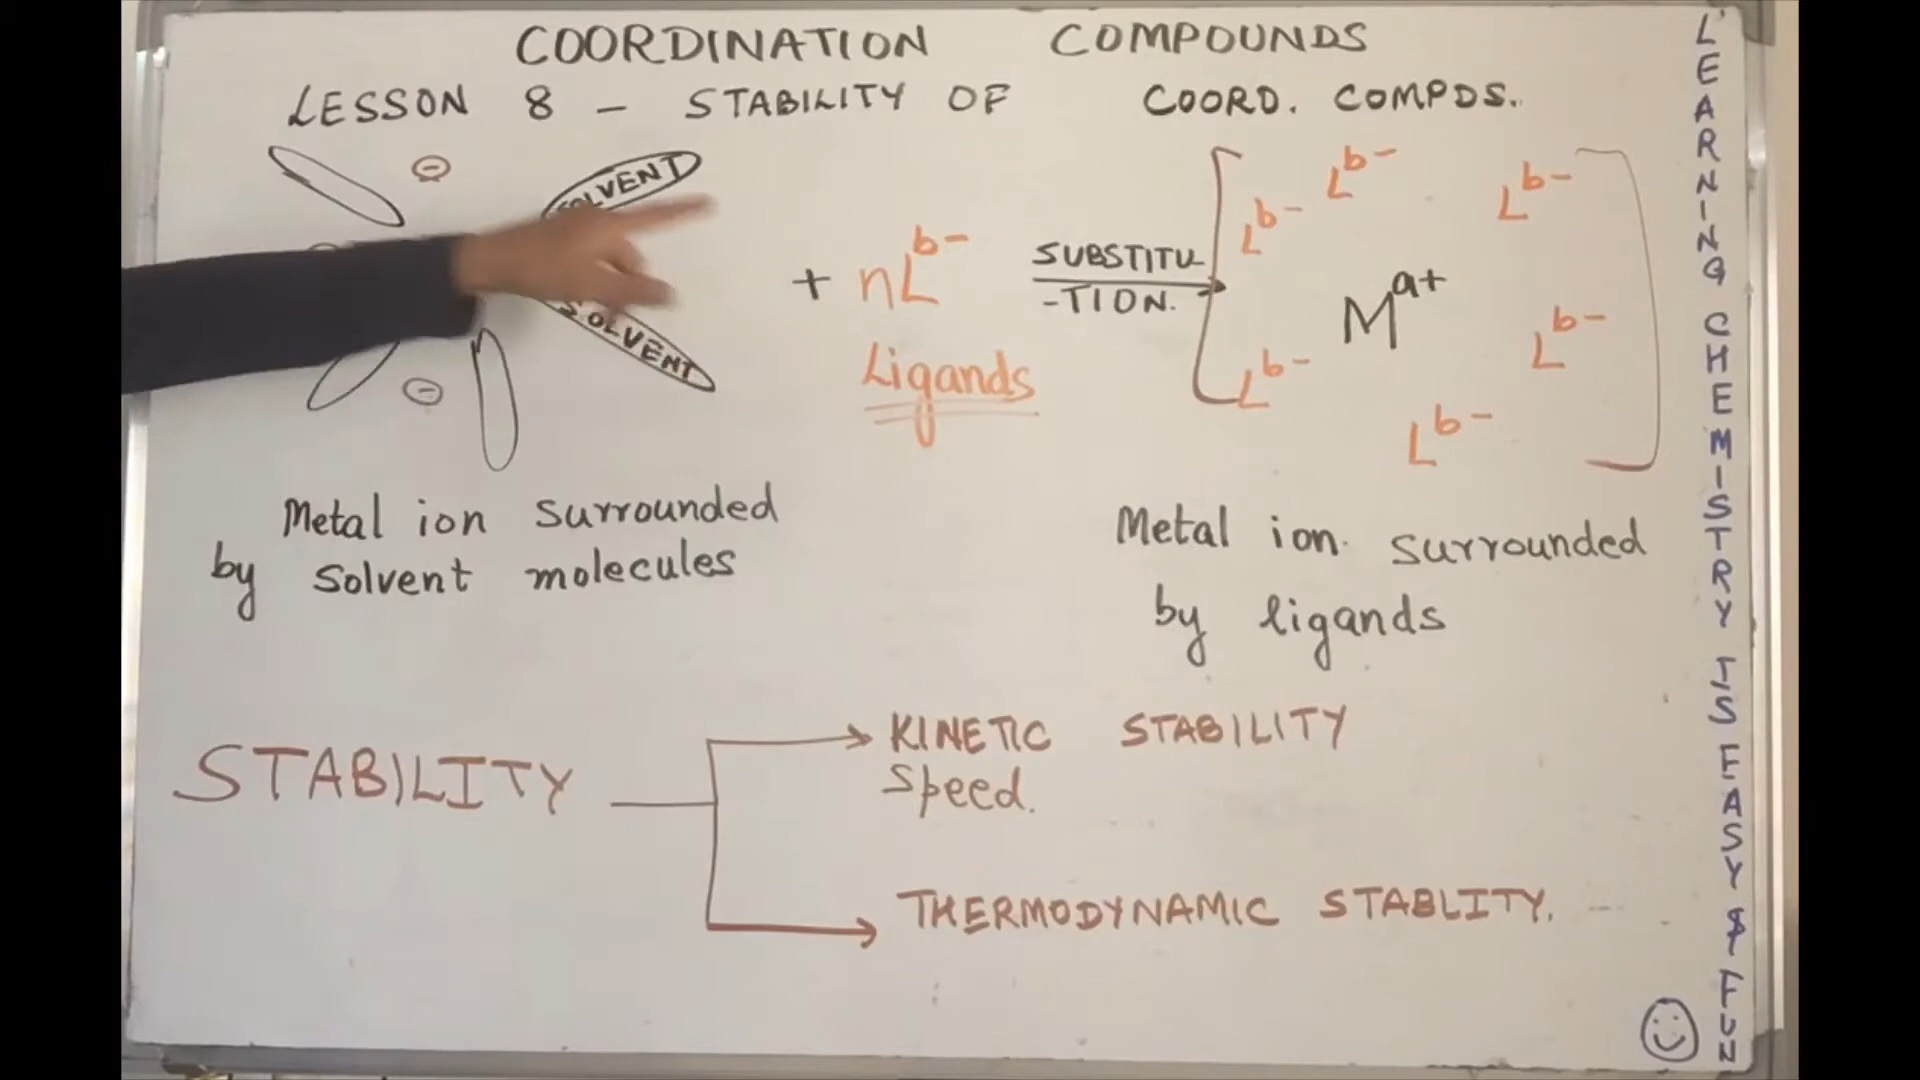 COORDINATION COMPOUNDS
LESSON 8 - STABILITY OF COORD. COMPDS.
⊖
SOLVENT
SOLVENT
⊖
+ nL^b-
Ligands
SUBSTITU
-TION.
L^b-
L^b-
L^b-
M^a+
L^b-
L^b-
L^b-
Metal ion surrounded
by solvent molecules
Metal ion. surrounded
by ligands
STABILITY
KINETIC STABILITY
Speed.
THERMODYNAMIC STABLITY.
LEARNING CHEMISTRY IS EASY & FUN